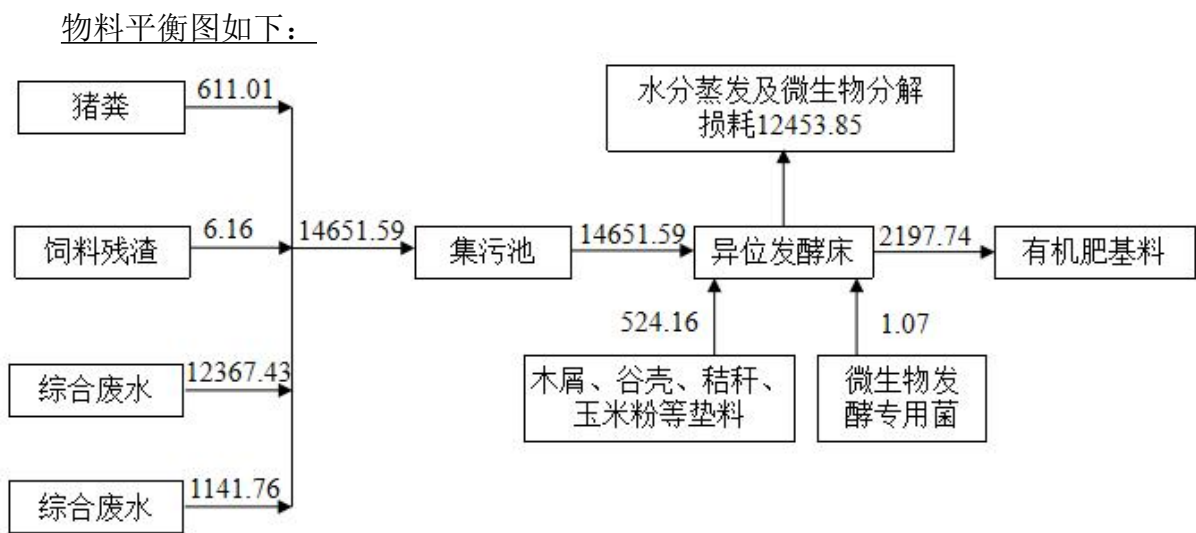 物料平衡图如下：
猪粪
611.01
饲料残渣
6.16
综合废水
12367.43
综合废水
1141.76
14651.59
集污池
14651.59
水分蒸发及微生物分解
损耗12453.85
异位发酵床
2197.74
有机肥基料
524.16
木屑、谷壳、秸秆、
玉米粉等垫料
1.07
微生物发
酵专用菌